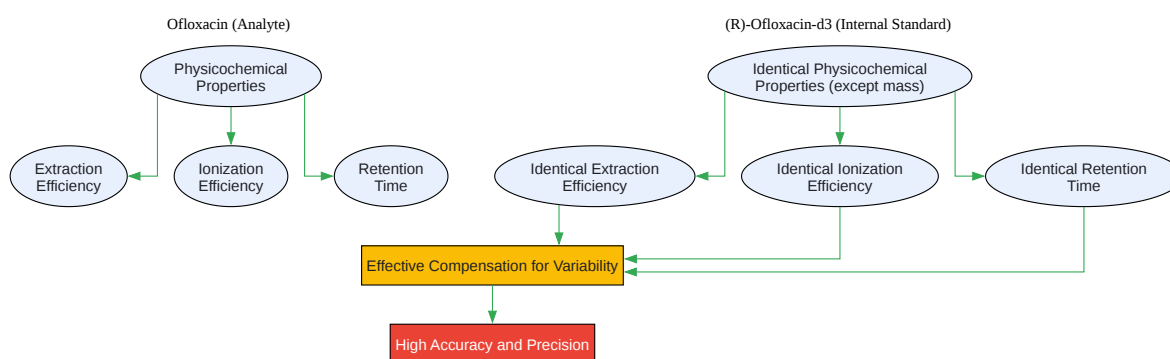 Ofloxacin (Analyte)
(R)-Ofloxacin-d3 (Internal Standard)
Physicochemical
Properties
Identical Physicochemical
Properties (except mass)
Extraction
Efficiency
Ionization
Efficiency
Retention
Time
Identical Extraction
Efficiency
Identical Ionization
Efficiency
Identical Retention
Time
Effective Compensation for Variability
High Accuracy and Precision